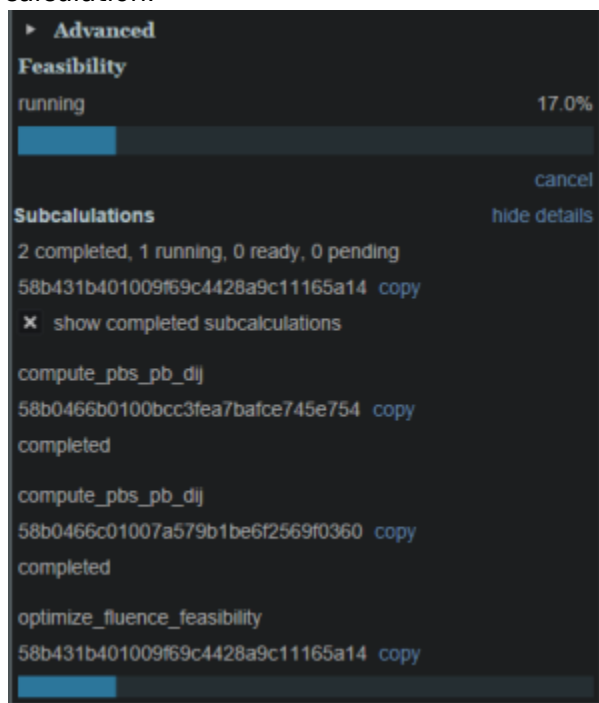 Advanced
Feasibility
running 17.0%
cancel
Subcalulations hide details
2 completed, 1 running, 0 ready, 0 pending
58b431b401009f69c4428a9c11165a14 copy
show completed subcalculations
compute_pbs_pb_dij
58b0466b0100bcc3fea7bafce745e754 copy
completed
compute_pbs_pb_dij
58b0466c01007a579b1be6f2569f0360 copy
completed
optimize_fluence_feasibility
58b431b401009f69c4428a9c11165a14 copy